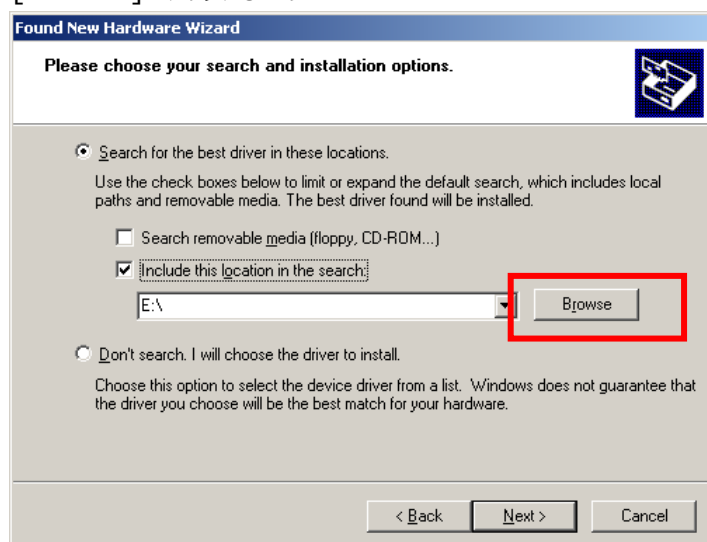 Found New Hardware Wizard
Please choose your search and installation options.
Search for the best driver in these locations.
Use the check boxes below to limit or expand the default search, which includes local
paths and removable media. The best driver found will be installed.
Search removable media (floppy, CD-ROM...)
Include this location in the search:
E:\
Browse
Don't search. I will choose the driver to install.
Choose this option to select the device driver from a list. Windows does not guarantee that
the driver you choose will be the best match for your hardware.
< Back Next > Cancel